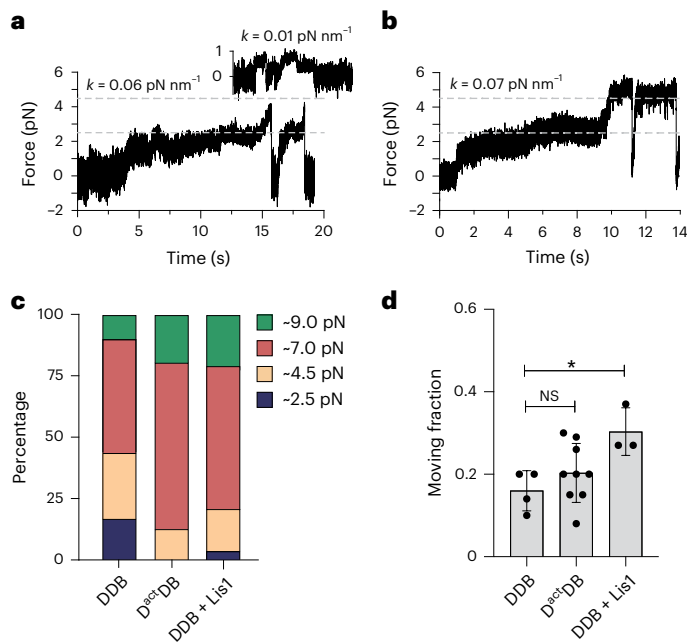 a
k = 0.01 pN nm⁻¹
1
0
k = 0.06 pN nm⁻¹
6
4
2
0
−2
Force (pN)
0 5 10 15 20
Time (s)
b
k = 0.07 pN nm⁻¹
6
4
2
0
−2
Force (pN)
0 2 4 6 8 10 12 14
Time (s)
c
100
75
50
25
0
Percentage
~9.0 pN
~7.0 pN
~4.5 pN
~2.5 pN
DDB
DᵃᶜᵗDB
DDB + Lis1
d
0.6
0.4
0.2
0
Moving fraction
*
NS
DDB
DᵃᶜᵗDB
DDB + Lis1